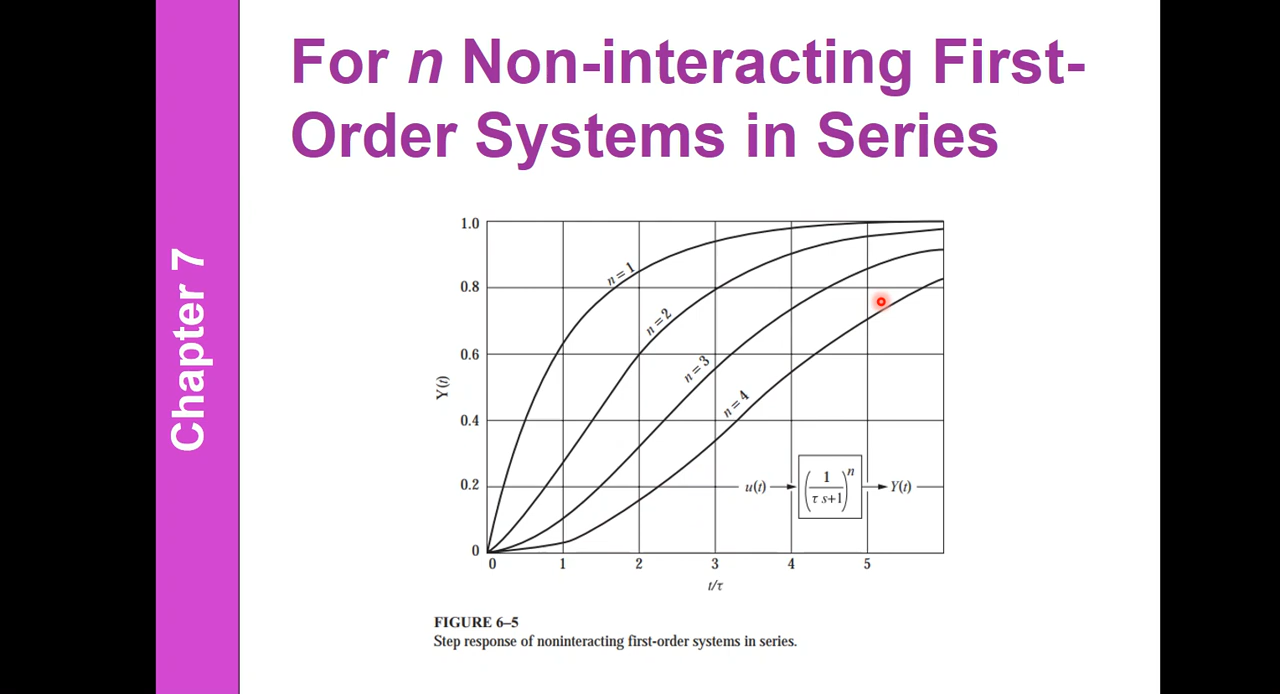 Chapter 7
For n Non-interacting First-
Order Systems in Series
1.0
0.8
0.6
0.4
0.2
0
Y(t)
n = 1
n = 2
n = 3
n = 4
u(t)
(1/(τ s+1))^n
Y(t)
0 1 2 3 4 5
t/τ
FIGURE 6–5
Step response of noninteracting first-order systems in series.